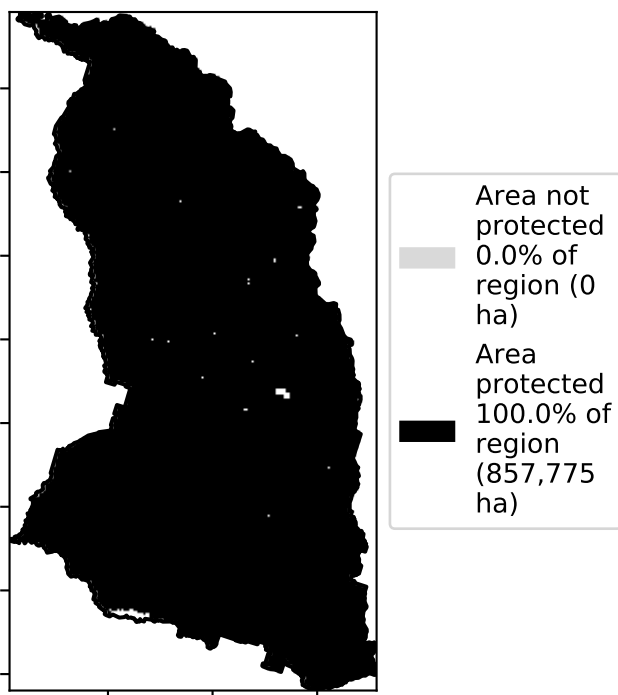 Area not
protected
0.0% of
region (0
ha)
Area
protected
100.0% of
region
(857,775
ha)